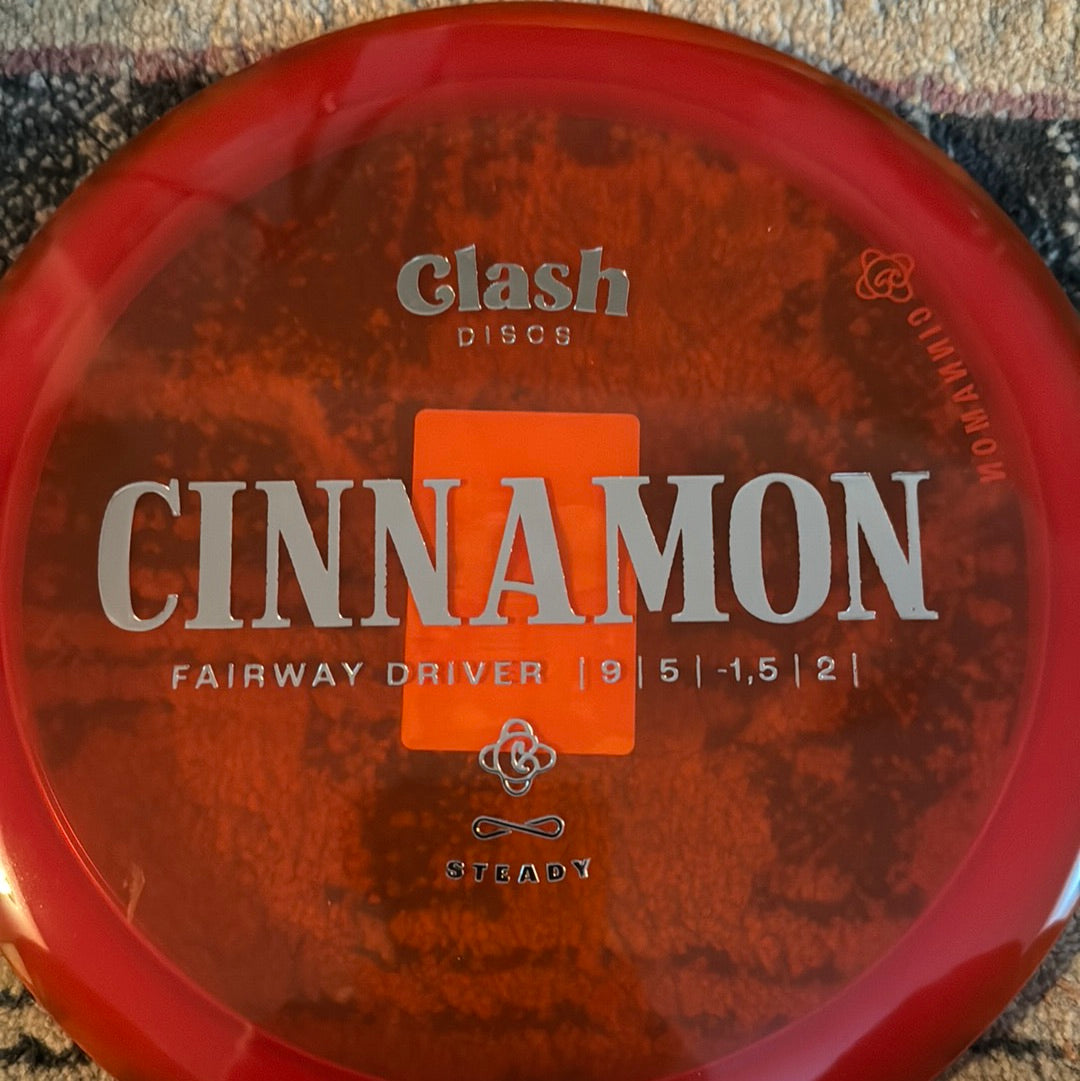 Clash
DISCS
CINNAMON
CINNAMON
FAIRWAY DRIVER | 9 | 5 | -1,5 | 2 |
STEADY